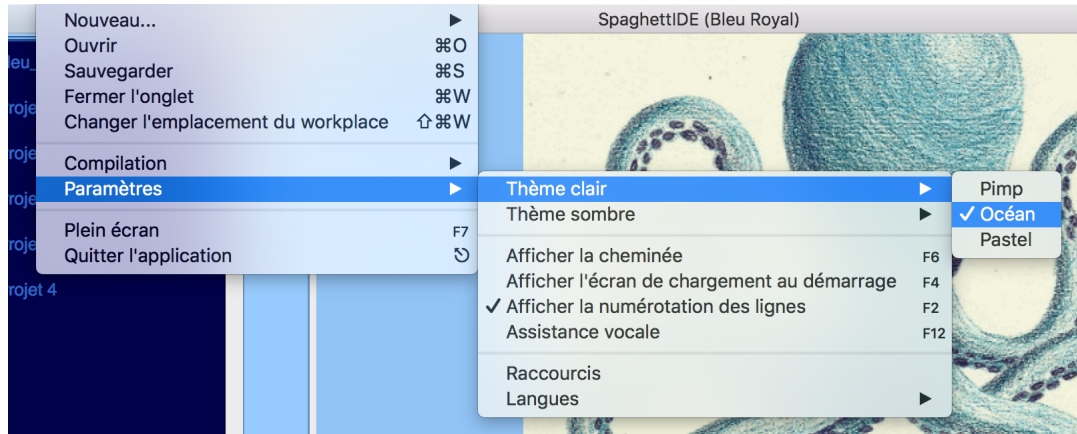 SpaghettIDE (Bleu Royal)
Nouveau... ▶
Ouvrir ⌘O
Sauvegarder ⌘S
Fermer l'onglet ⌘W
Changer l'emplacement du workplace ⇧⌘W
Compilation ▶
Paramètres ▶
Plein écran F7
Quitter l'application ⎋
Thème clair ▶
Thème sombre ▶
Afficher la cheminée F6
Afficher l'écran de chargement au démarrage F4
✓ Afficher la numérotation des lignes F2
Assistance vocale F12
Raccourcis
Langues ▶
Pimp
✓ Océan
Pastel
rojet 4